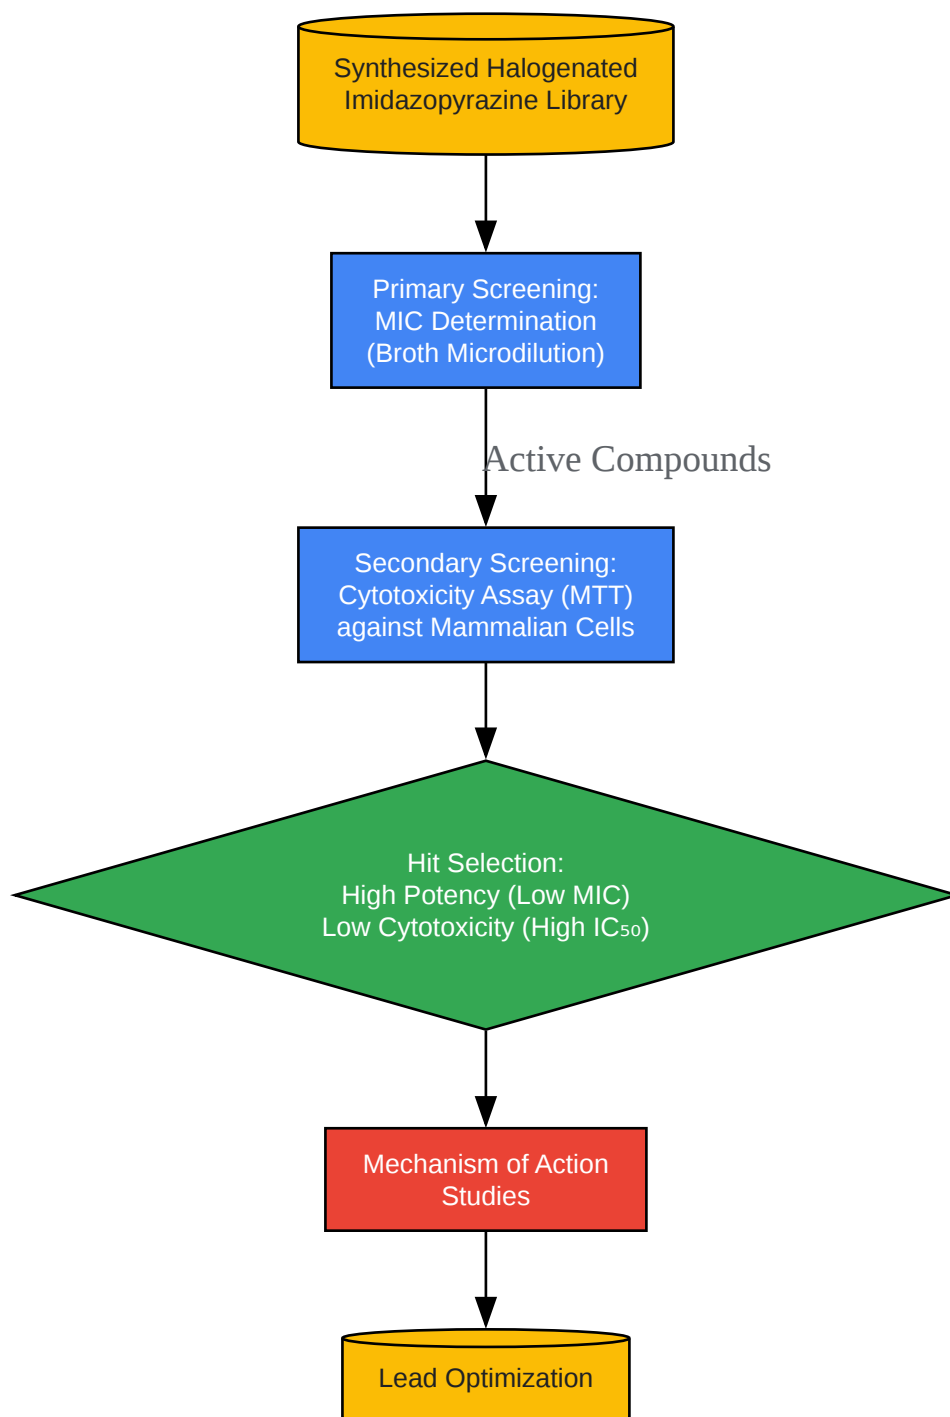 Synthesized Halogenated
Imidazopyrazine Library
Primary Screening:
MIC Determination
(Broth Microdilution)
Active Compounds
Secondary Screening:
Cytotoxicity Assay (MTT)
against Mammalian Cells
Hit Selection:
High Potency (Low MIC)
Low Cytotoxicity (High IC₅₀)
Mechanism of Action
Studies
Lead Optimization